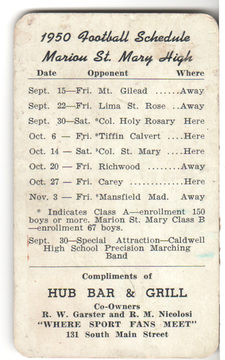 1950 Football Schedule
Marion St. Mary High
Date Opponent Where
Sept. 15—Fri. Mt. Gilead ......Away
Sept. 22—Fri. Lima St. Rose ..Away
Sept. 30—Sat. *Col. Holy Rosary Here
Oct. 6 — Fri. *Tiffin Calvert ....Here
Oct. 14 — Sat. *Col. St. Mary ....Here
Oct. 20 — Fri. Richwood ........Away
Oct. 27 — Fri. Carey ............Here
Nov. 3 — Fri. *Mansfield Mad. Away
* Indicates Class A—enrollment 150
boys or more. Marion St. Mary Class B
—enrollment 67 boys.
Sept. 30—Special Attraction—Caldwell
High School Precision Marching
Band
Compliments of
HUB BAR & GRILL
Co-Owners
R. W. Garster and R. M. Nicolosi
"WHERE SPORT FANS MEET"
131 South Main Street